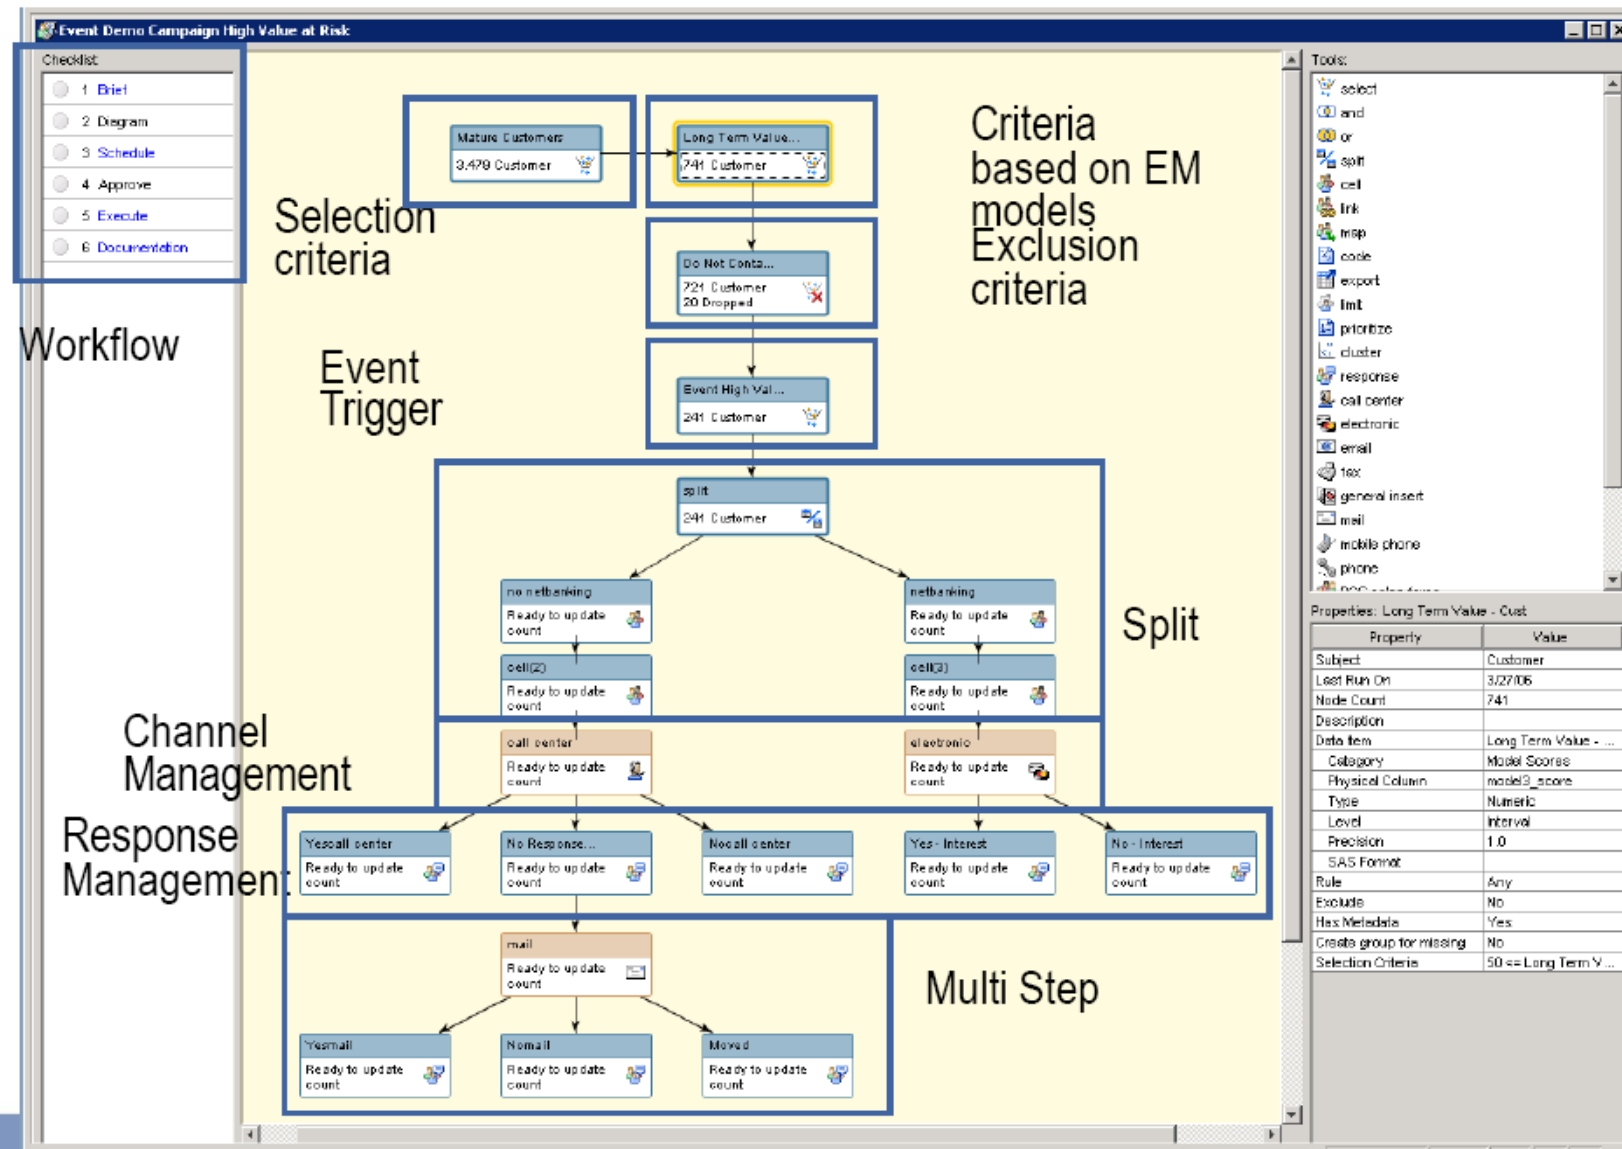 Event Demo Campaign High Value at Risk
Checklist
1 Brief
2 Diagram
3 Schedule
4 Approve
5 Execute
6 Documentation
Workflow
Selection
criteria
Mature Customers
3.479 Customer
Long Term Value...
741 Customer
Criteria
based on EM
models
Exclusion
criteria
Do Not Conta...
721 Customer
20 Dropped
Event
Trigger
Event High Val...
241 Customer
split
241 Customer
no netbanking
Ready to update
count
netbanking
Ready to update
count
Split
cell(2)
Ready to update
count
cell(3)
Ready to update
count
Channel
Management
call center
Ready to update
count
electronic
Ready to update
count
Response
Management
Yescall center
Ready to update
count
No Response...
Ready to update
count
Nocall center
Ready to update
count
Yes - Interest
Ready to update
count
No - Interest
Ready to update
count
mail
Ready to update
count
Multi Step
Yesmail
Ready to update
count
Nomail
Ready to update
count
Moved
Ready to update
count
Tools:
select
and
or
split
cell
link
map
code
export
limit
prioritize
cluster
response
call center
electronic
email
fax
general insert
mail
mobile phone
phone
Properties: Long Term Value - Cust
Property Value
Subject Customer
Last Run On 3/27/06
Node Count 741
Description
Data Item Long Term Value - ...
Category Model Scores
Physical Column model3_score
Type Numeric
Level Interval
Precision 1.0
SAS Format
Rule Any
Exclude No
Has Metadata Yes
Create group for missing No
Selection Criteria 50 <= Long Term V...